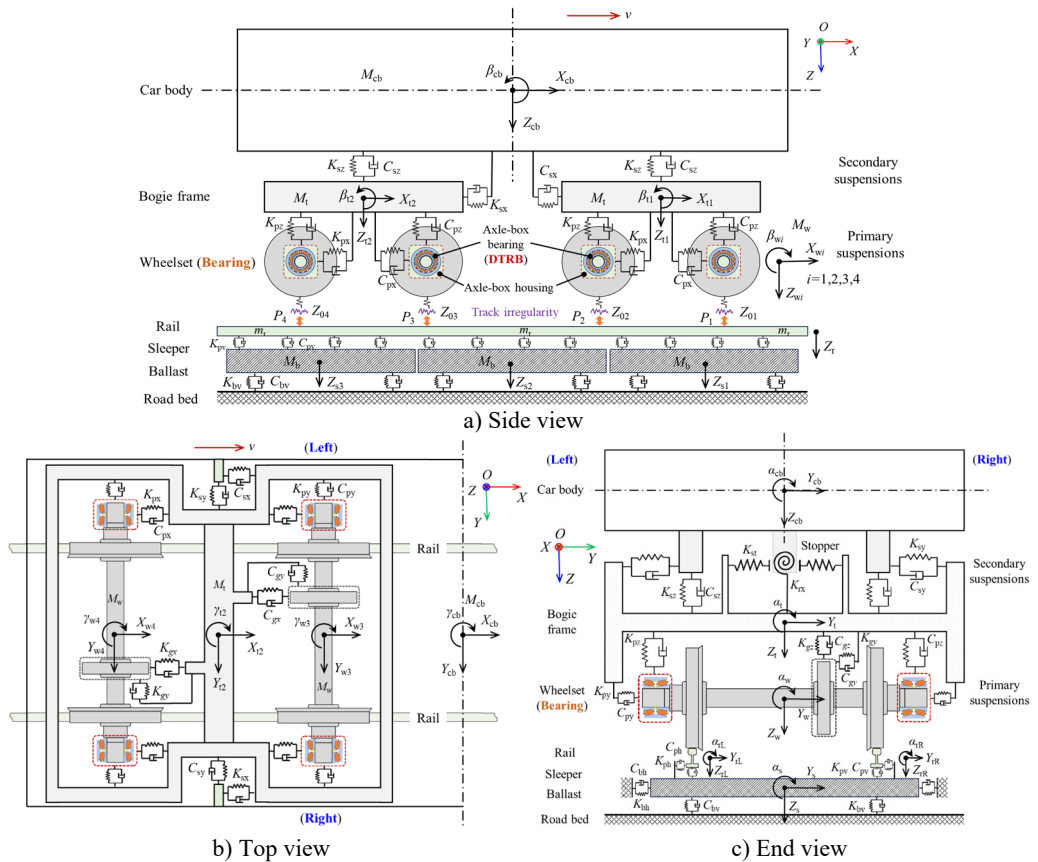 v
O
Y
X
Z
M_cb
β_cb
X_cb
Car body
Z_cb
K_sz
C_sz
C_sx
K_sz
C_sz
Secondary
suspensions
Bogie frame
M_t
β_t2
X_t2
K_sx
M_t
β_t1
X_t1
K_pz
Z_t2
C_pz
K_pz
Z_t1
C_pz
K_px
Axle-box
bearing
(DTRB)
K_px
M_w
β_wi
X_wi
Primary
suspensions
Wheelset (Bearing)
C_px
Axle-box housing
C_px
Z_wi
i=1,2,3,4
P_4
Z_04
P_3
Z_03
Track irregularity
P_2
Z_02
P_1
Z_01
Rail
m_r
m_r
m_r
Z_r
Sleeper
K_pv
C_pv
Ballast
M_b
M_b
M_b
K_bv
C_bv
Z_s3
Z_s2
Z_s1
Road bed
a) Side view
v
(Left)
K_px
K_sy
C_sx
K_py
C_py
Z
O
X
Y
C_px
Rail
C_gy
M_t
C_gx
M_w
M_cb
γ_w4
X_w4
γ_t2
X_t2
γ_w3
X_w3
γ_cb
X_cb
Y_w4
K_gx
Y_t2
Y_w3
Y_cb
K_gy
M_w
Rail
C_sy
K_sx
(Right)
b) Top view
(Left)
(Right)
α_cb
Y_cb
Car body
Z_cb
X
O
Y
Z
K_st
Stopper
K_sy
Secondary
suspensions
K_sz
C_sz
K_rx
C_sy
Bogie
frame
α_t
Y_t
Z_t
K_pz
K_gz
C_gz
K_gy
C_pz
C_gy
Wheelset
(Bearing)
K_py
C_py
α_w
Y_w
Z_w
Primary
suspensions
Rail
C_ph
α_rL
Y_rL
α_rR
Y_rR
K_ph
Z_rL
K_pv
C_pv
Z_rR
Sleeper
C_bh
α_s
Y_s
Ballast
K_bh
C_bv
Z_s
K_bv
Road bed
c) End view